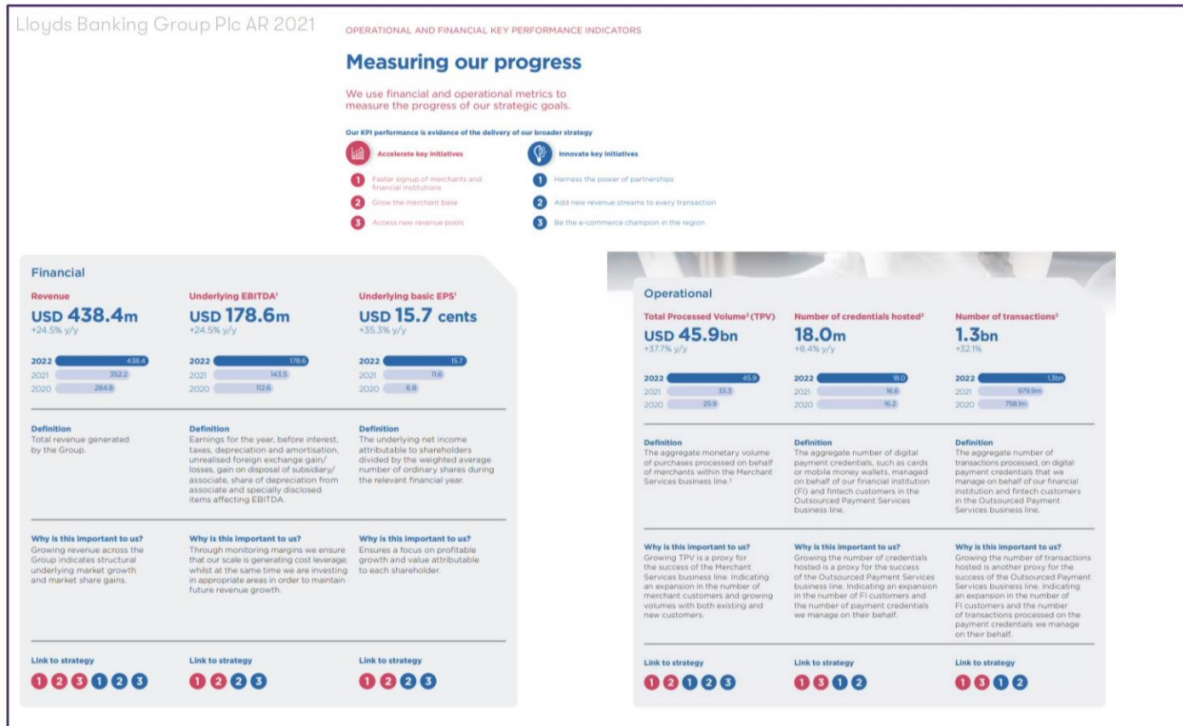 Lloyds Banking Group Plc AR 2021
OPERATIONAL AND FINANCIAL KEY PERFORMANCE INDICATORS
Measuring our progress
We use financial and operational metrics to
measure the progress of our strategic goals.
Our KPI performance is evidence of the delivery of our broader strategy
Accelerate key initiatives
1 Faster signup of merchants and
financial institutions
2 Grow the merchant base
3 Access new revenue pools
Innovate key initiatives
1 Harness the power of partnerships
2 Add new revenue streams to every transaction
3 Be the e-commerce champion in the region
Financial
Revenue
USD 438.4m
+24.5% y/y
2022 438.4
2021 352.2
2020 284.8
Definition
Total revenue generated
by the Group.
Why is this important to us?
Growing revenue across the
Group indicates structural
underlying market growth
and market share gains.
Link to strategy
1 2 3 1 2 3
Underlying EBITDA¹
USD 178.6m
+24.5% y/y
2022 178.6
2021 143.5
2020 112.6
Definition
Earnings for the year, before interest,
taxes, depreciation and amortisation,
unrealised foreign exchange gain/
losses, gain on disposal of subsidiary/
associate, share of depreciation from
associate and specially disclosed
items affecting EBITDA.
Why is this important to us?
Through monitoring margins we ensure
that our scale is generating cost leverage;
whilst at the same time we are investing
in appropriate areas in order to maintain
future revenue growth.
Link to strategy
1 2 2 3
Underlying basic EPS¹
USD 15.7 cents
+35.3% y/y
2022 15.7
2021 11.6
2020 6.8
Definition
The underlying net income
attributable to shareholders
divided by the weighted average
number of ordinary shares during
the relevant financial year.
Why is this important to us?
Ensures a focus on profitable
growth and value attributable
to each shareholder.
Link to strategy
1 2 2 3
Operational
Total Processed Volume² (TPV)
USD 45.9bn
+37.7% y/y
2022 45.9
2021 33.3
2020 25.9
Definition
The aggregate monetary volume
of purchases processed on behalf
of merchants within the Merchant
Services business line.²
Why is this important to us?
Growing TPV is a proxy for
the success of the Merchant
Services business line. Indicating
an expansion in the number of
merchant customers and growing
volumes with both existing and
new customers.
Link to strategy
1 2 1 2 3
Number of credentials hosted²
18.0m
+8.4% y/y
2022 18.0
2021 16.6
2020 16.2
Definition
The aggregate number of digital
payment credentials, such as cards
or mobile money wallets, managed
on behalf of our financial institution
(FI) and fintech customers in the
Outsourced Payment Services
business line.
Why is this important to us?
Growing the number of credentials
hosted is a proxy for the success
of the Outsourced Payment Services
business line. Indicating an expansion
in the number of FI customers and
the number of payment credentials
we manage on their behalf.
Link to strategy
1 3 1 2
Number of transactions²
1.3bn
+32.1%
2022 1.3bn
2021 979.9m
2020 758.1m
Definition
The aggregate number of
transactions processed, on digital
payment credentials that we
manage on behalf of our financial
institution and fintech customers
in the Outsourced Payment
Services business line.
Why is this important to us?
Growing the number of transactions
hosted is another proxy for the
success of the Outsourced Payment
Services business line. Indicating
an expansion in the number of
FI customers and the number
of transactions processed on the
payment credentials we manage
on their behalf.
Link to strategy
1 3 1 2